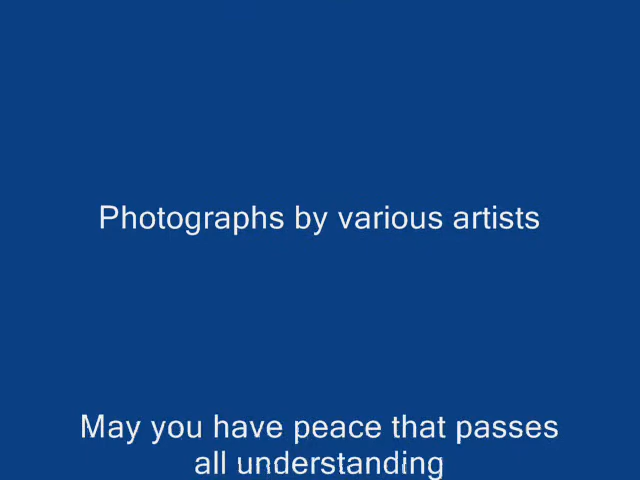 Photographs by various artists
May you have peace that passes
all understanding